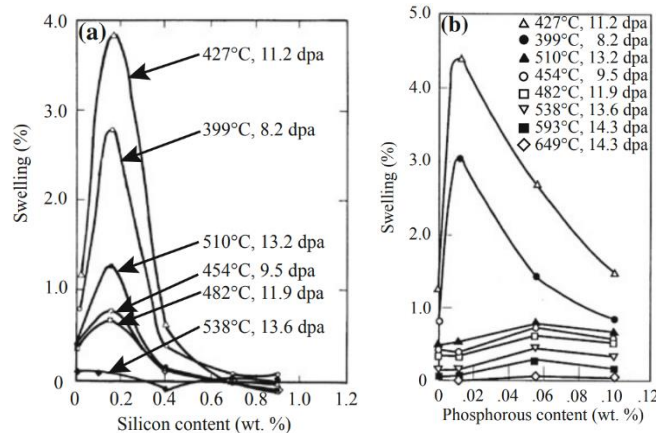 (a)
4.0
3.0
2.0
1.0
0
Swelling (%)
427°C, 11.2 dpa
399°C, 8.2 dpa
510°C, 13.2 dpa
454°C, 9.5 dpa
482°C, 11.9 dpa
538°C, 13.6 dpa
0 0.2 0.4 0.6 0.8 1.0 1.2
Silicon content (wt. %)
(b)
5.0
4.0
3.0
2.0
1.0
0.0
Swelling (%)
427°C, 11.2 dpa
399°C, 8.2 dpa
510°C, 13.2 dpa
454°C, 9.5 dpa
482°C, 11.9 dpa
538°C, 13.6 dpa
593°C, 14.3 dpa
649°C, 14.3 dpa
0 .02 .04 .06 .08 .10 .12
Phosphorous content (wt. %)